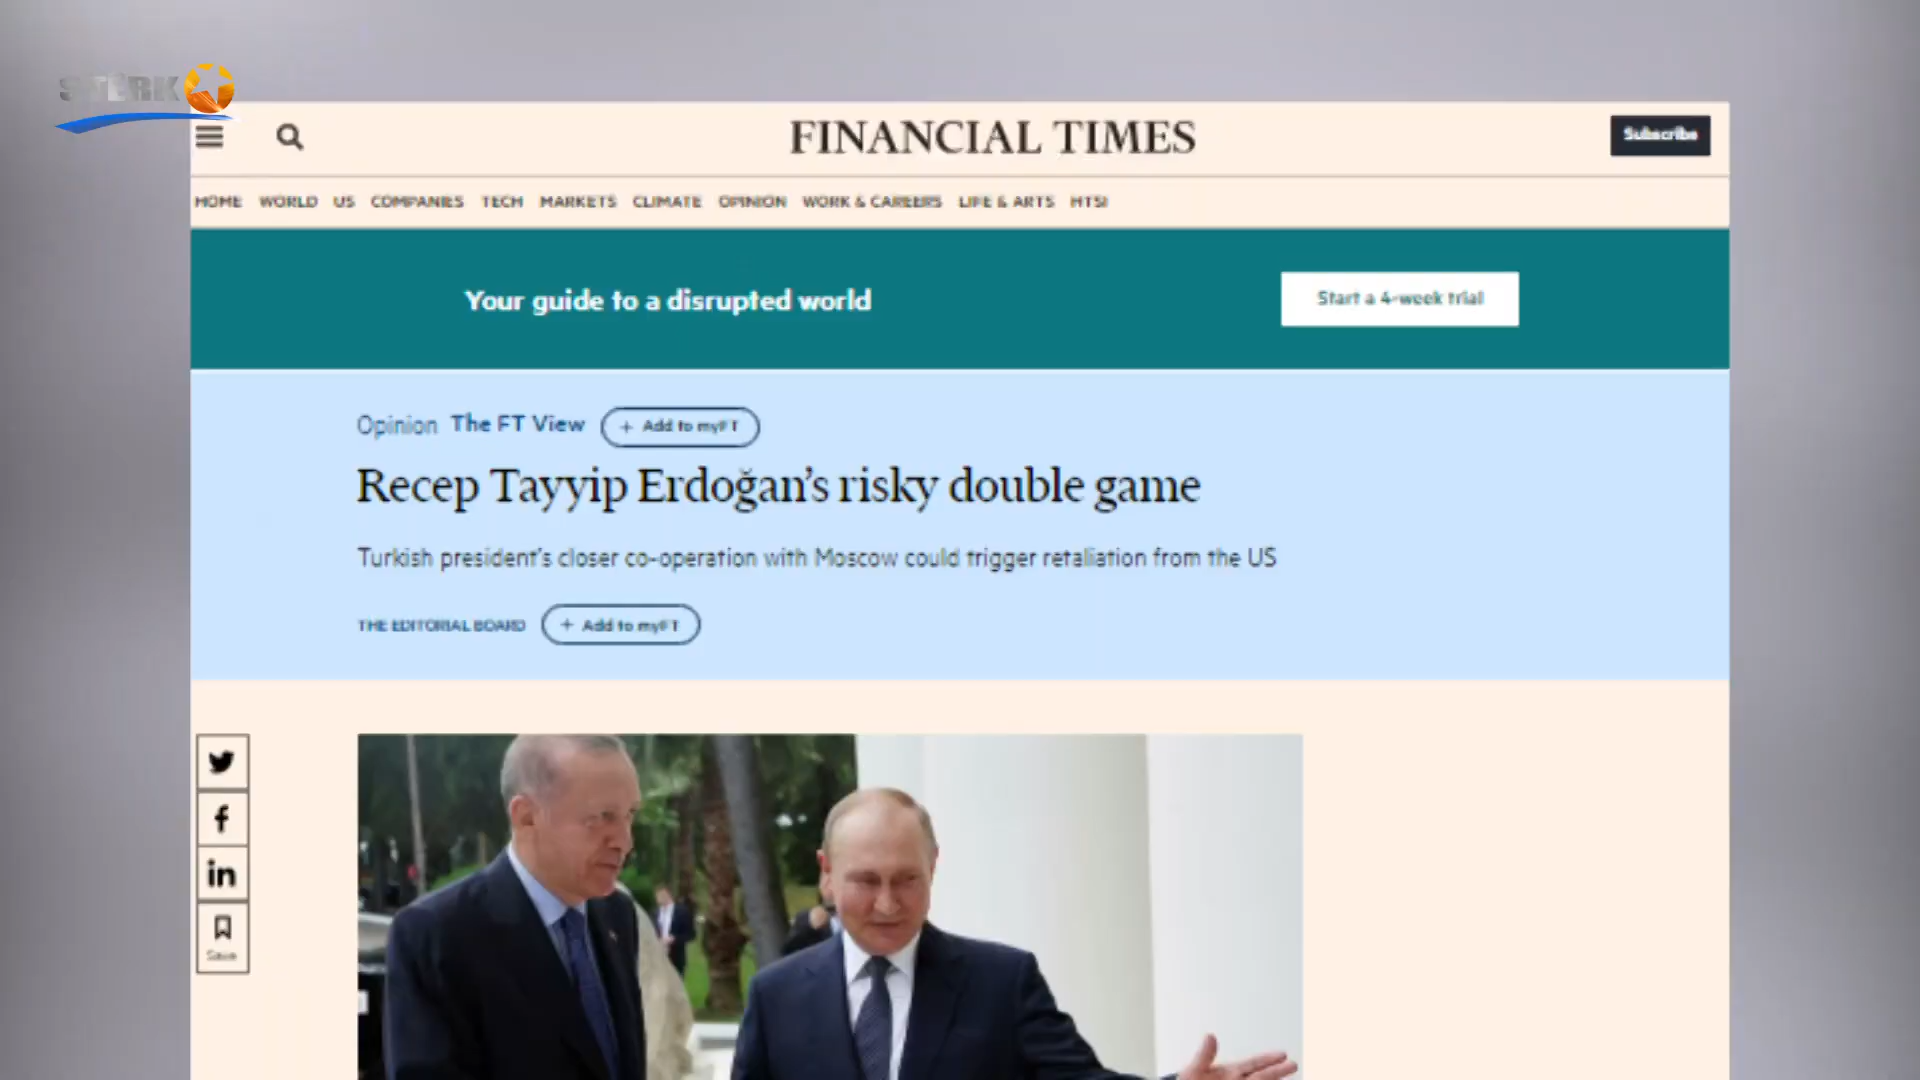 STÊRK
FINANCIAL TIMES
Subscribe
HOME WORLD US COMPANIES TECH MARKETS CLIMATE OPINION WORK & CAREERS LIFE & ARTS HTSI
Your guide to a disrupted world
Start a 4-week trial
Opinion The FT View + Add to myFT
Recep Tayyip Erdoğan’s risky double game
Turkish president’s closer co-operation with Moscow could trigger retaliation from the US
THE EDITORIAL BOARD + Add to myFT
f
in
Save